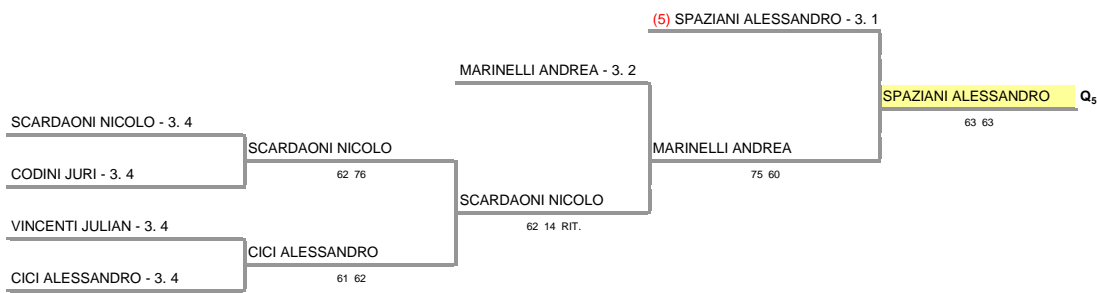 (5) SPAZIANI ALESSANDRO - 3. 1
MARINELLI ANDREA - 3. 2
SPAZIANI ALESSANDRO Q5
63 63
SCARDAONI NICOLO - 3. 4
SCARDAONI NICOLO
MARINELLI ANDREA
62 76
75 60
CODINI JURI - 3. 4
SCARDAONI NICOLO
62 14 RIT.
VINCENTI JULIAN - 3. 4
CICI ALESSANDRO
61 62
CICI ALESSANDRO - 3. 4